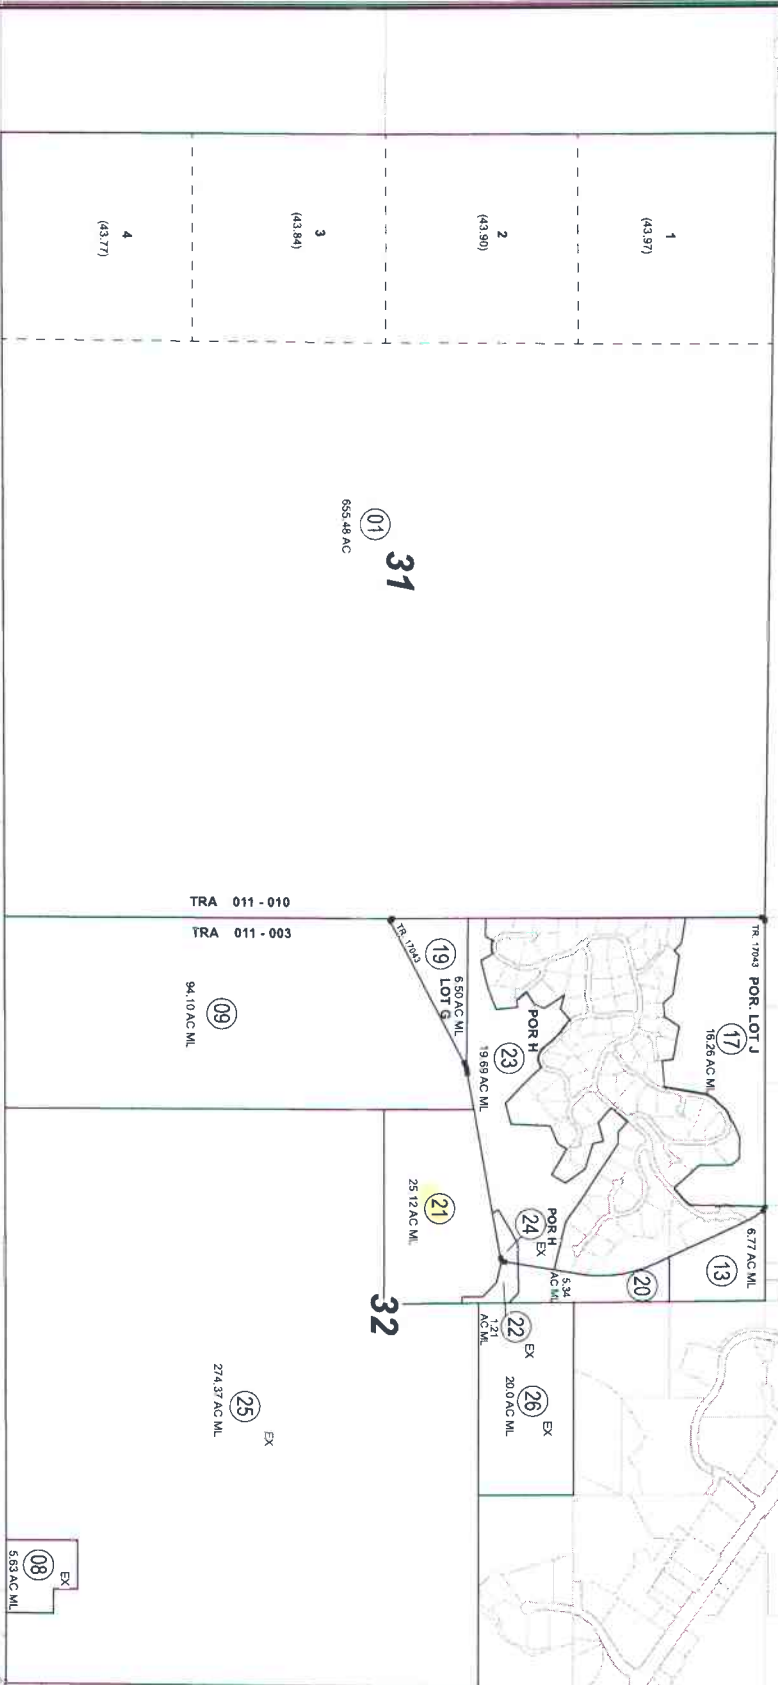 1
(43.97)
2
(43.90)
3
(43.84)
4
(43.77)
01
655.48 AC
31
TRA 011 - 010
TRA 011 - 003
TR. 17043
POR. LOT J
17
16.26 AC ML
TR. 17043
19
6.50 AC ML
LOT G
POR H
23
19.69 AC ML
09
94.10 AC ML
POR H
24
EX
21
25.12 AC ML
6.77 AC ML
13
5.34
AC ML
20
32
22
EX
1.21
AC ML
26
EX
20.0 AC ML
EX
25
274.37 AC ML
EX
08
5.63 AC ML